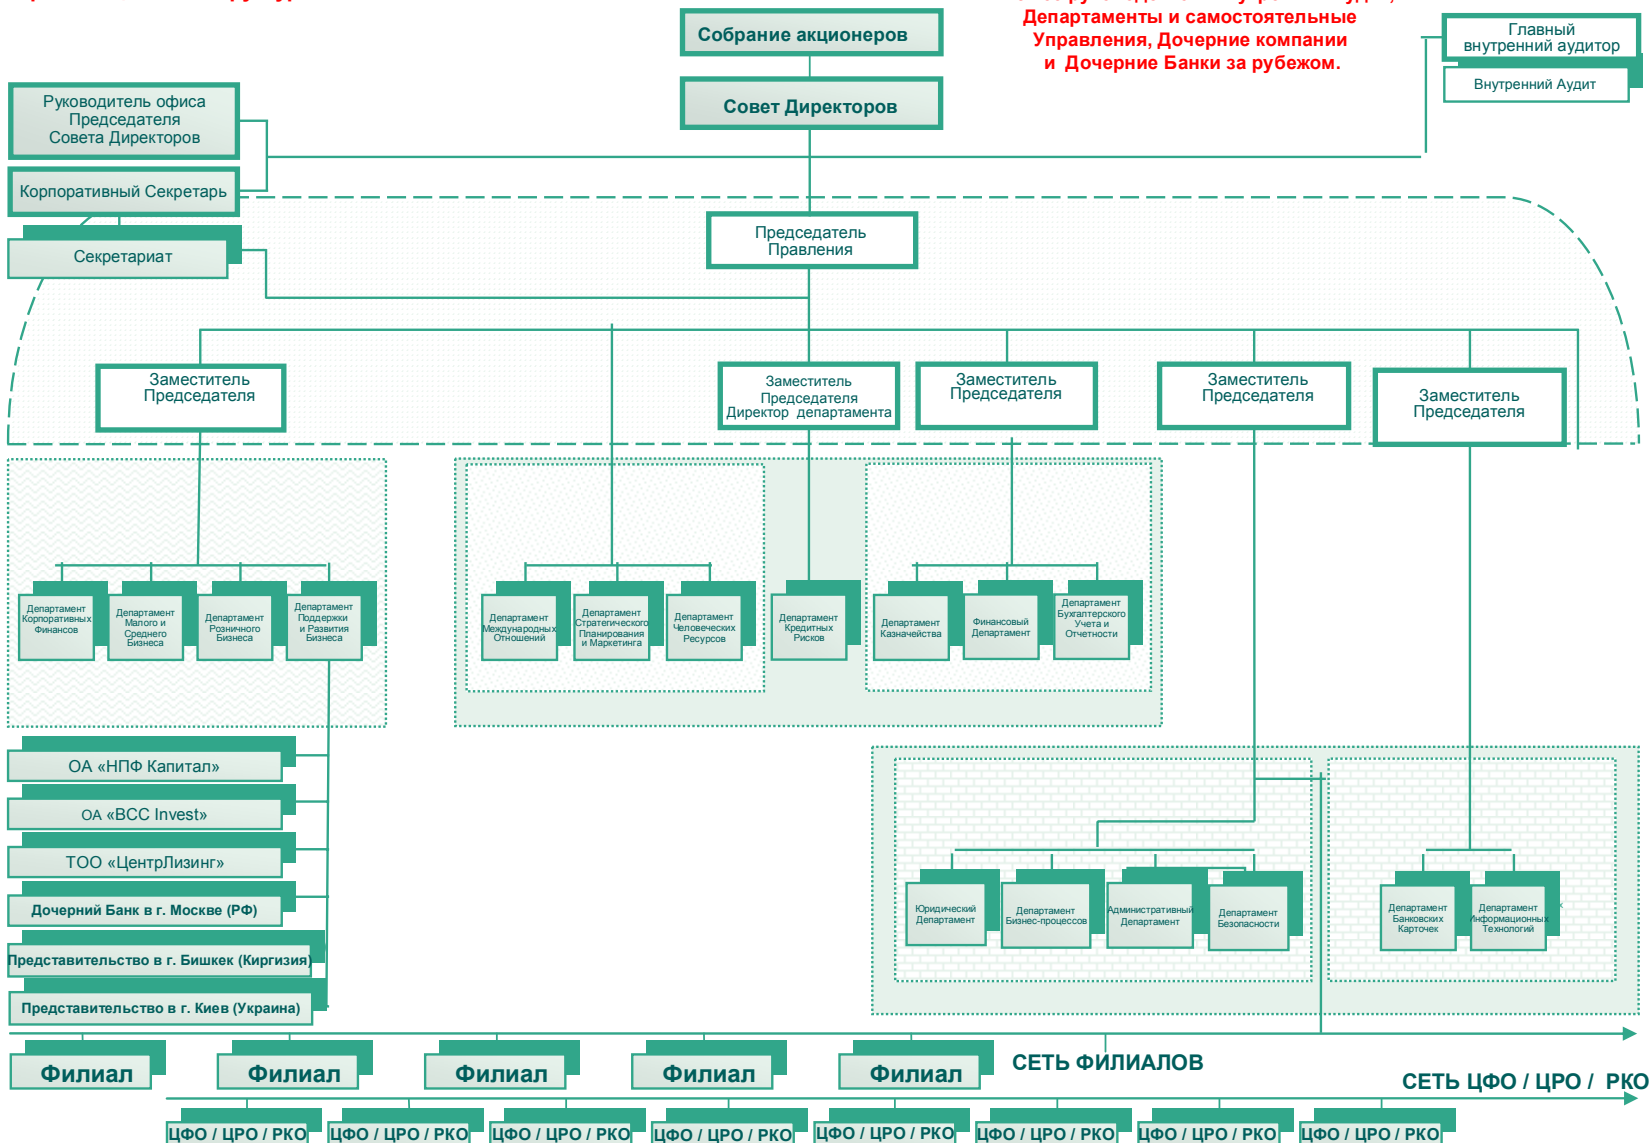 Собрание акционеров
Департаменты и самостоятельные
Управления, Дочерние компании
и Дочерние Банки за рубежом.
Главный
внутренний аудитор
Внутренний Аудит
Совет Директоров
Руководитель офиса
Председателя
Совета Директоров
Корпоративный Секретарь
Секретариат
Председатель
Правления
Заместитель
Председателя
Заместитель
Председателя
Директор департамента
Заместитель
Председателя
Заместитель
Председателя
Заместитель
Председателя
Департамент
Корпоративных
Финансов
Департамент
Малого и
Среднего
Бизнеса
Департамент
Розничного
Бизнеса
Департамент
Поддержки
и Развития
Бизнеса
Департамент
Международных
Отношений
Департамент
Стратегического
Планирования
и Маркетинга
Департамент
Человеческих
Ресурсов
Департамент
Кредитных
Рисков
Департамент
Казначейства
Финансовый
Департамент
Департамент
Бухгалтерского
Учета и
Отчетности
ОА «НПФ Капитал»
ОА «BCC Invest»
ТОО «ЦентрЛизинг»
Дочерний Банк в г. Москве (РФ)
Представительство в г. Бишкек (Киргизия)
Представительство в г. Киев (Украина)
Юридический
Департамент
Департамент
Бизнес-процессов
Административный
Департамент
Департамент
Безопасности
Департамент
Банковских
Карточек
Департамент
Информационных
Технологий
Филиал
Филиал
Филиал
Филиал
Филиал
СЕТЬ ФИЛИАЛОВ
СЕТЬ ЦФО / ЦРО / РКО
ЦФО / ЦРО / РКО
ЦФО / ЦРО / РКО
ЦФО / ЦРО / РКО
ЦФО / ЦРО / РКО
ЦФО / ЦРО / РКО
ЦФО / ЦРО / РКО
ЦФО / ЦРО / РКО
ЦФО / ЦРО / РКО